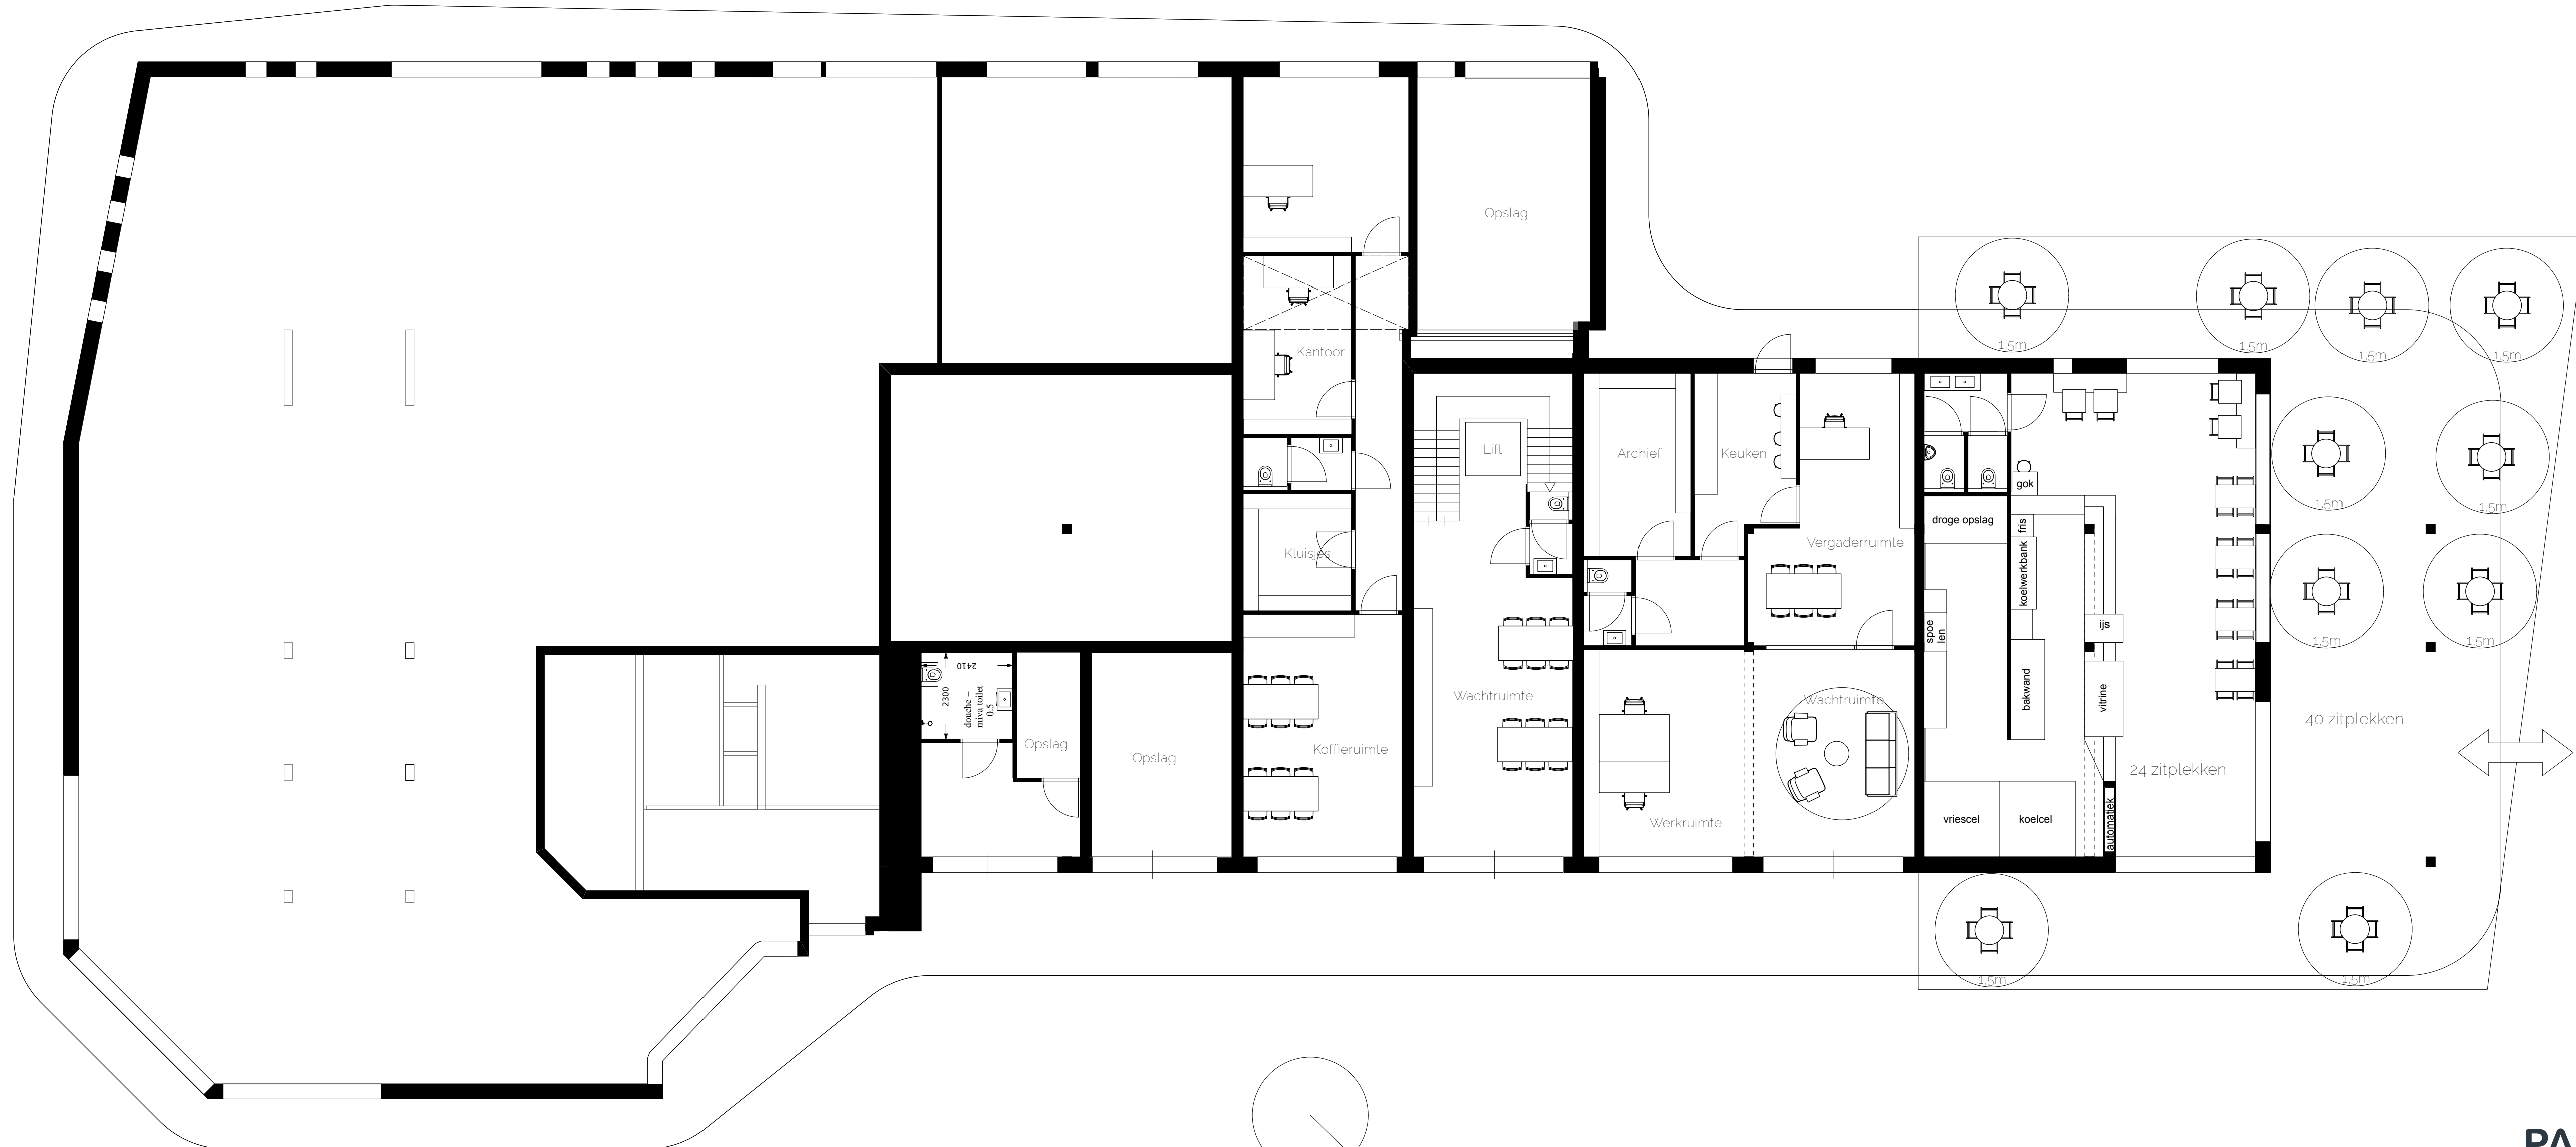 Opslag
1.5m
1.5m
1.5m
1.5m
Kantoor
Lift
Archief
Keuken
gok
1.5m
1.5m
droge opslag
fris
Vergaderruimte
Kluisjes
koelwerkbank
ijs
spoe
len
1.5m
1.5m
2410
2300
douche +
miva toilet
0.5
Wachtruimte
Wachtruimte
bakwand
vitrine
40 zitplekken
Opslag
Koffieruimte
Opslag
24 zitplekken
Werkruimte
vriescel
koelcel
automatiek
1.5m
1.5m